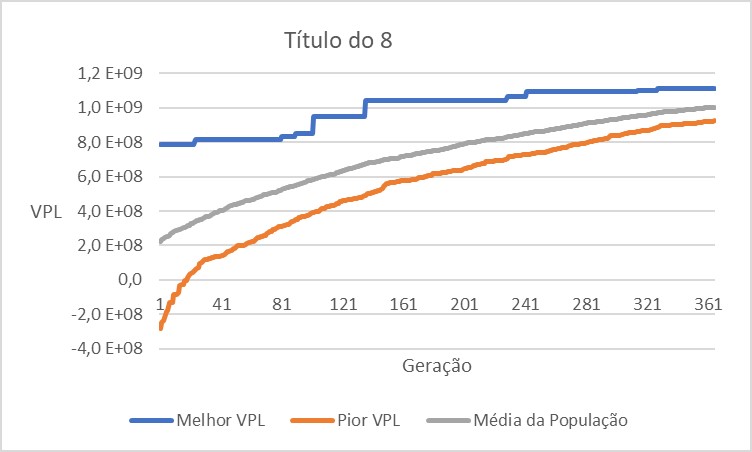 Título do 8
1,2 E+09
1,0 E+09
8,0 E+08
6,0 E+08
VPL
4,0 E+08
2,0 E+08
0,0
1 41 81 121 161 201 241 281 321 361
-2,0 E+08
-4,0 E+08
Geração
Melhor VPL Pior VPL Média da População